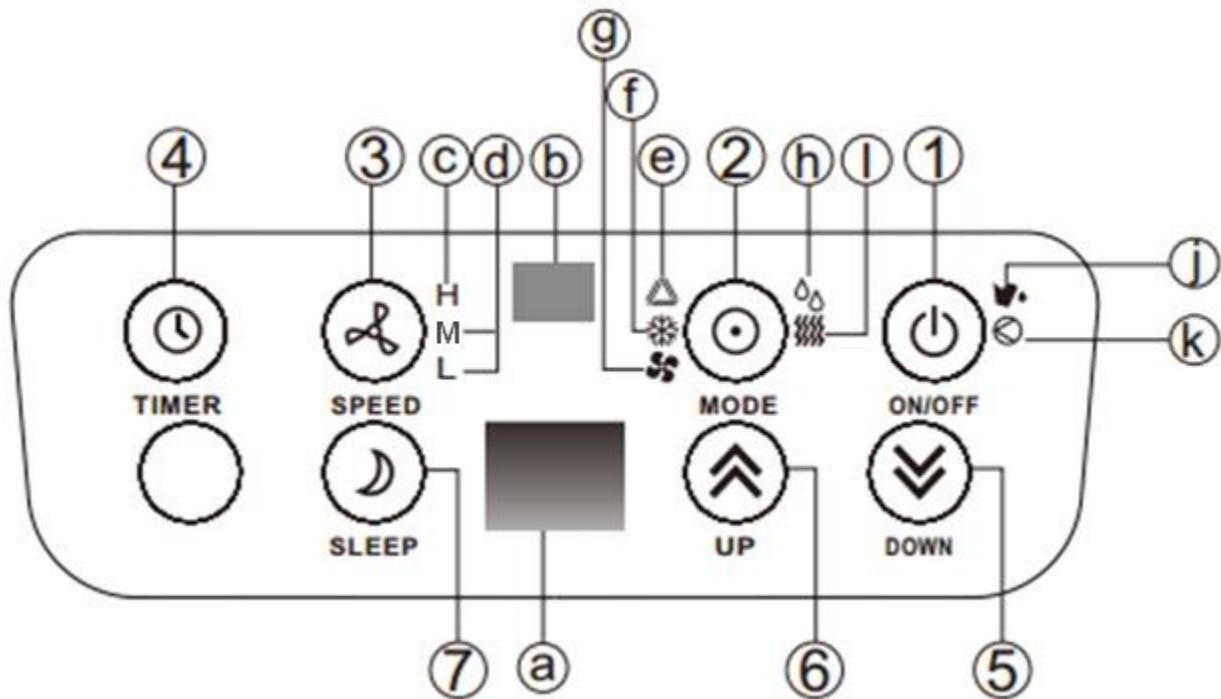 g
f
4 3 c d b e 2 h l 1
j
H
M
L
k
TIMER SPEED MODE ON/OFF
SLEEP UP DOWN
7 a 6 5